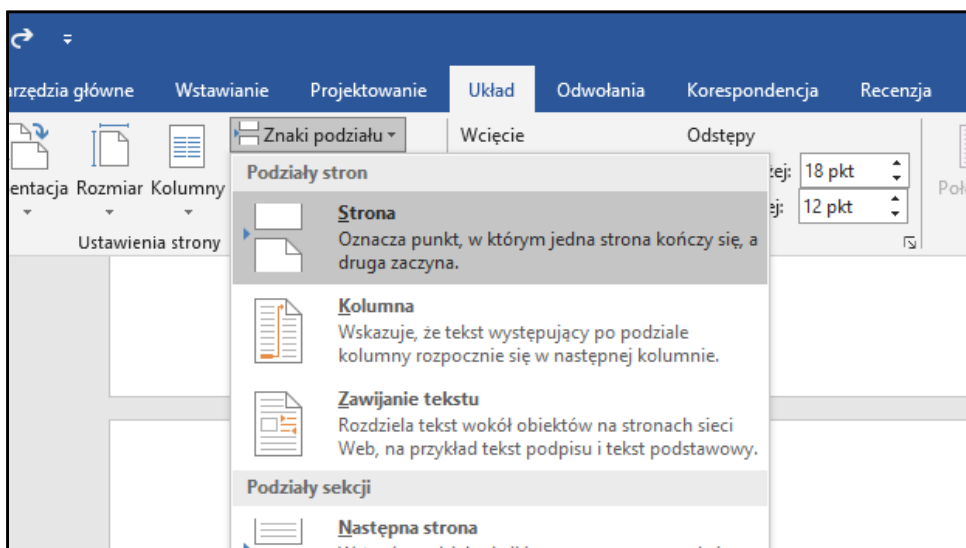 Wstawianie Projektowanie Układ Odwołania Korespondencja Recenzja
główne
Znaki podziału Wcięcie Odstępy
Rozmiar Kolumny
18 pkt
12 pkt
Ustawienia strony
Podziały stron
Strona
Oznacza punkt, w którym jedna strona kończy się, a
druga zaczyna.
Kolumna
Wskazuje, że tekst występujący po podziale
kolumny rozpocznie się w następnej kolumnie.
Zawijanie tekstu
Rozdziela tekst wokół obiektów na stronach sieci
Web, na przykład tekst podpisu i tekst podstawowy.
Podziały sekcji
Następna strona